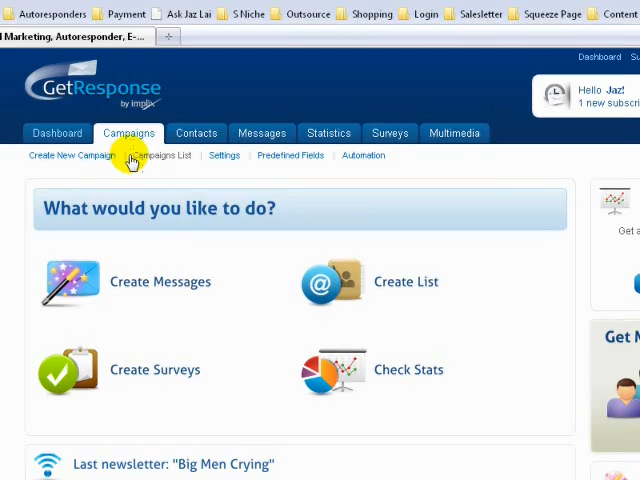 Autoresponders Payment Ask Jaz Lai S Niche Outsource Shopping Login Salesletter Squeeze Page Content
l Marketing, Autoresponder, E-...
Dashboard
GetResponse
by implix
Hello Jaz!
1 new subscri
Dashboard Campaigns Contacts Messages Statistics Surveys Multimedia
Create New Campaign | Campaigns List | Settings | Predefined Fields | Automation
What would you like to do?
Create Messages
Create List
Get a
Create Surveys
Check Stats
Get M
Last newsletter: "Big Men Crying"